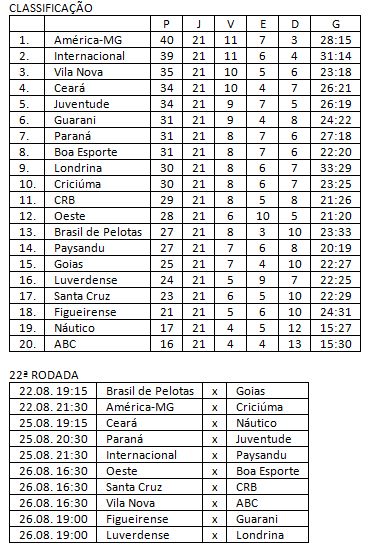 CLASSIFICAÇÃO
P J V E D G
1. América-MG 40 21 11 7 3 28:15
2. Internacional 39 21 11 6 4 31:14
3. Vila Nova 35 21 10 5 6 23:18
4. Ceará 34 21 10 4 7 26:21
5. Juventude 34 21 9 7 5 26:19
6. Guarani 31 21 9 4 8 24:22
7. Paraná 31 21 8 7 6 27:18
8. Boa Esporte 31 21 8 7 6 22:20
9. Londrina 30 21 8 6 7 33:29
10. Criciúma 30 21 8 6 7 23:25
11. CRB 29 21 8 5 8 21:26
12. Oeste 28 21 6 10 5 21:20
13. Brasil de Pelotas 27 21 8 3 10 23:33
14. Paysandu 27 21 7 6 8 20:19
15. Goías 25 21 7 4 10 22:27
16. Luverdense 24 21 5 9 7 22:25
17. Santa Cruz 23 21 6 5 10 22:29
18. Figueirense 21 21 5 6 10 24:31
19. Náutico 17 21 4 5 12 15:27
20. ABC 16 21 4 4 13 15:30
22ª RODADA
22.08. 19:15 Brasil de Pelotas x Goias
22.08. 21:30 América-MG x Criciúma
25.08. 19:15 Ceará x Náutico
25.08. 20:30 Paraná x Juventude
25.08. 21:30 Internacional x Paysandu
26.08. 16:30 Oeste x Boa Esporte
26.08. 16:30 Santa Cruz x CRB
26.08. 16:30 Vila Nova x ABC
26.08. 19:00 Figueirense x Guarani
26.08. 19:00 Luverdense x Londrina